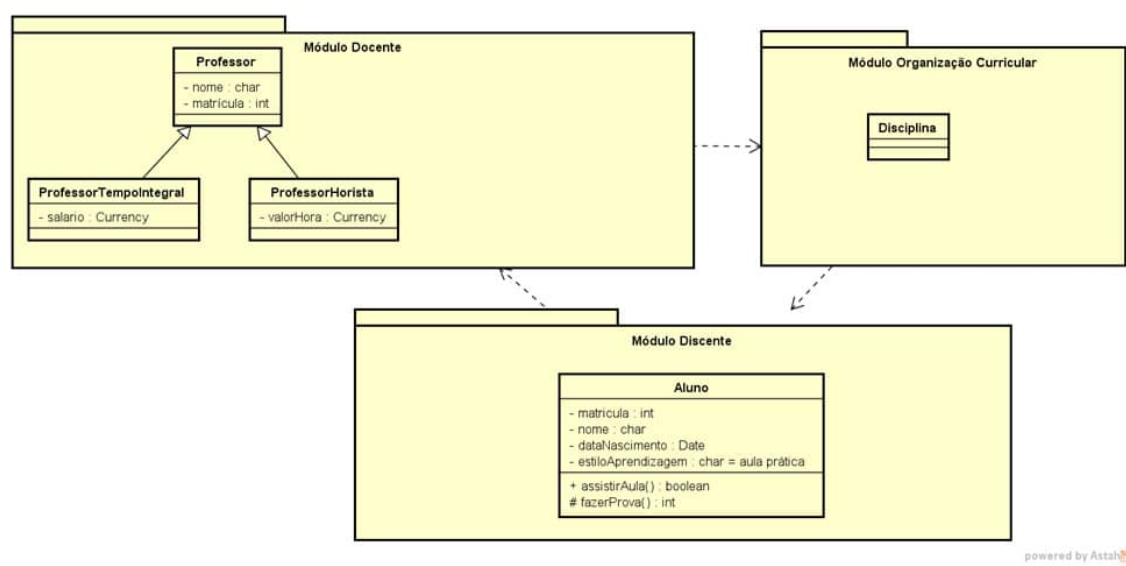 Módulo Docente
Professor
- nome : char
- matrícula : int
ProfessorTempoIntegral
- salario : Currency
ProfessorHorista
- valorHora : Currency
Módulo Organização Curricular
Disciplina
Módulo Discente
Aluno
- matricula : int
- nome : char
- dataNascimento : Date
- estiloAprendizagem : char = aula prática
+ assistirAula() : boolean
# fazerProva() : int
powered by Astah